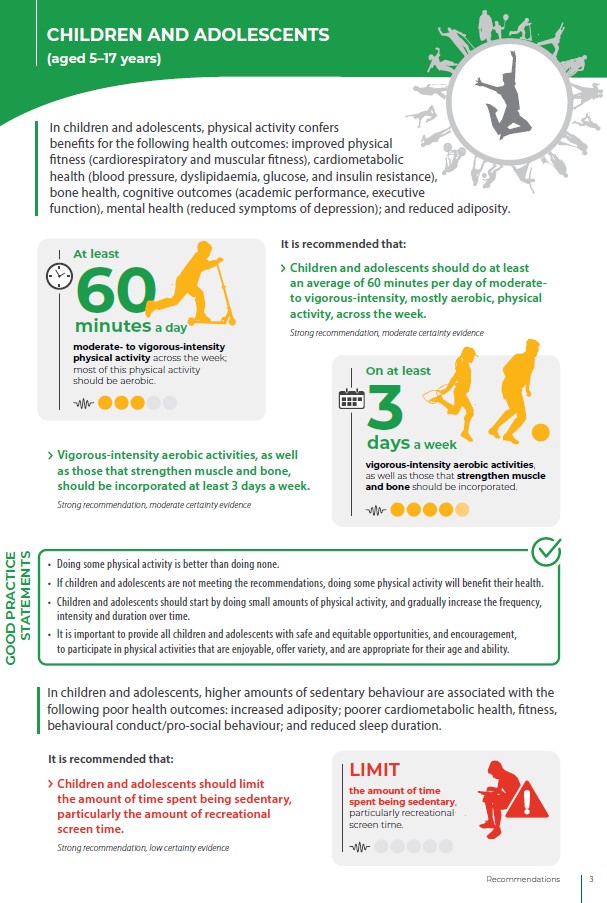 CHILDREN AND ADOLESCENTS
(aged 5–17 years)
In children and adolescents, physical activity confers
benefits for the following health outcomes: improved physical
fitness (cardiorespiratory and muscular fitness), cardiometabolic
health (blood pressure, dyslipidaemia, glucose, and insulin resistance),
bone health, cognitive outcomes (academic performance, executive
function), mental health (reduced symptoms of depression); and reduced adiposity.
At least
60
minutes a day
moderate- to vigorous-intensity
physical activity across the week;
most of this physical activity
should be aerobic.
It is recommended that:
> Children and adolescents should do at least
an average of 60 minutes per day of moderate-
to vigorous-intensity, mostly aerobic, physical
activity, across the week.
Strong recommendation, moderate certainty evidence
On at least
3
days a week
vigorous-intensity aerobic activities,
as well as those that strengthen muscle
and bone should be incorporated.
> Vigorous-intensity aerobic activities, as well
as those that strengthen muscle and bone,
should be incorporated at least 3 days a week.
Strong recommendation, moderate certainty evidence
GOOD PRACTICE
STATEMENTS
• Doing some physical activity is better than doing none.
• If children and adolescents are not meeting the recommendations, doing some physical activity will benefit their health.
• Children and adolescents should start by doing small amounts of physical activity, and gradually increase the frequency,
intensity and duration over time.
• It is important to provide all children and adolescents with safe and equitable opportunities, and encouragement,
to participate in physical activities that are enjoyable, offer variety, and are appropriate for their age and ability.
In children and adolescents, higher amounts of sedentary behaviour are associated with the
following poor health outcomes: increased adiposity; poorer cardiometabolic health, fitness,
behavioural conduct/pro-social behaviour; and reduced sleep duration.
It is recommended that:
> Children and adolescents should limit
the amount of time spent being sedentary,
particularly the amount of recreational
screen time.
Strong recommendation, low certainty evidence
LIMIT
the amount of time
spent being sedentary,
particularly recreational
screen time.
Recommendations 3